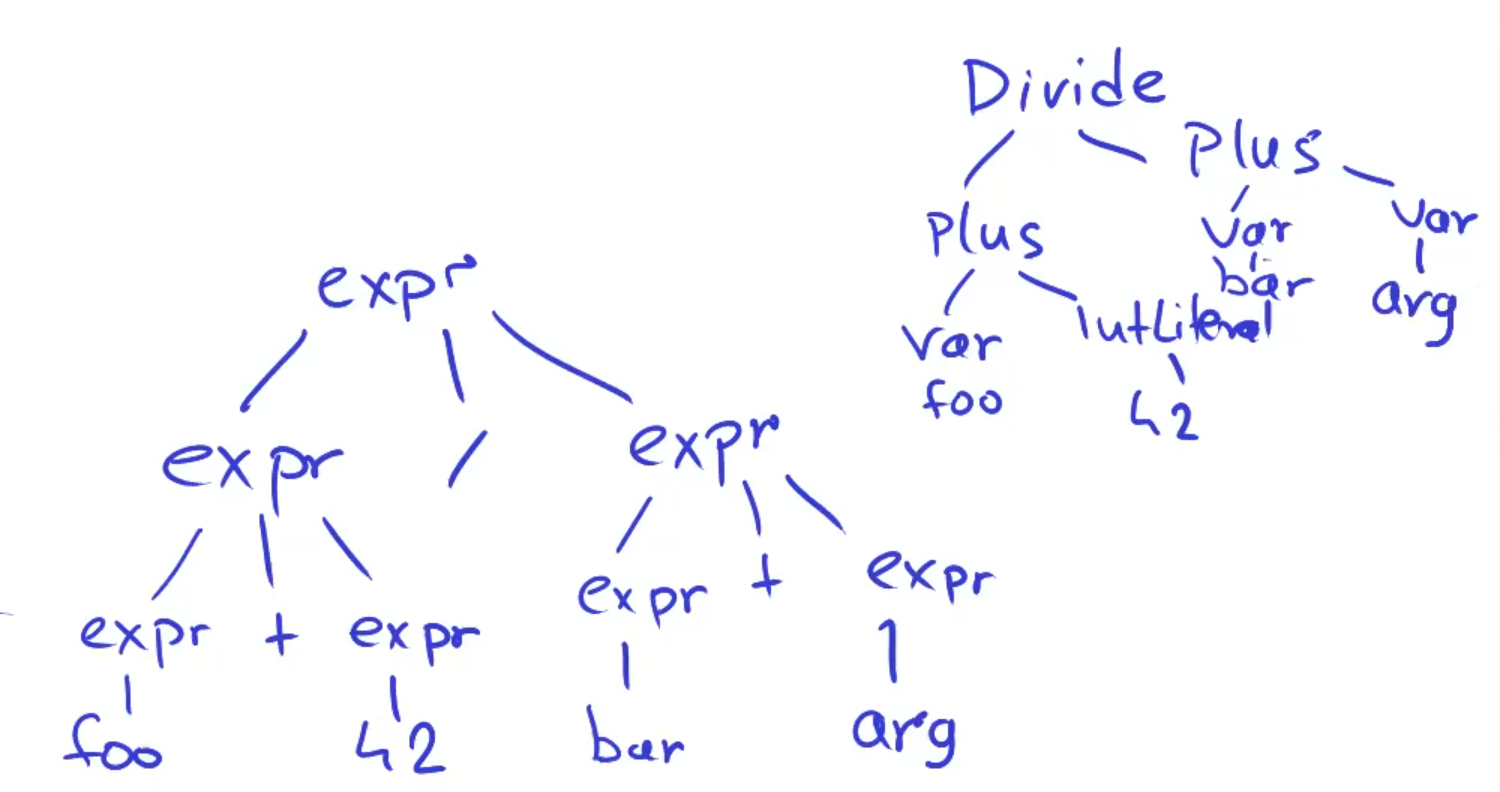 Divide
Plus
Plus
Var
Var
bar
arg
Var
IntLiteral
foo
42
expr
expr / expr
expr + expr
expr + expr
foo
42
bar
arg